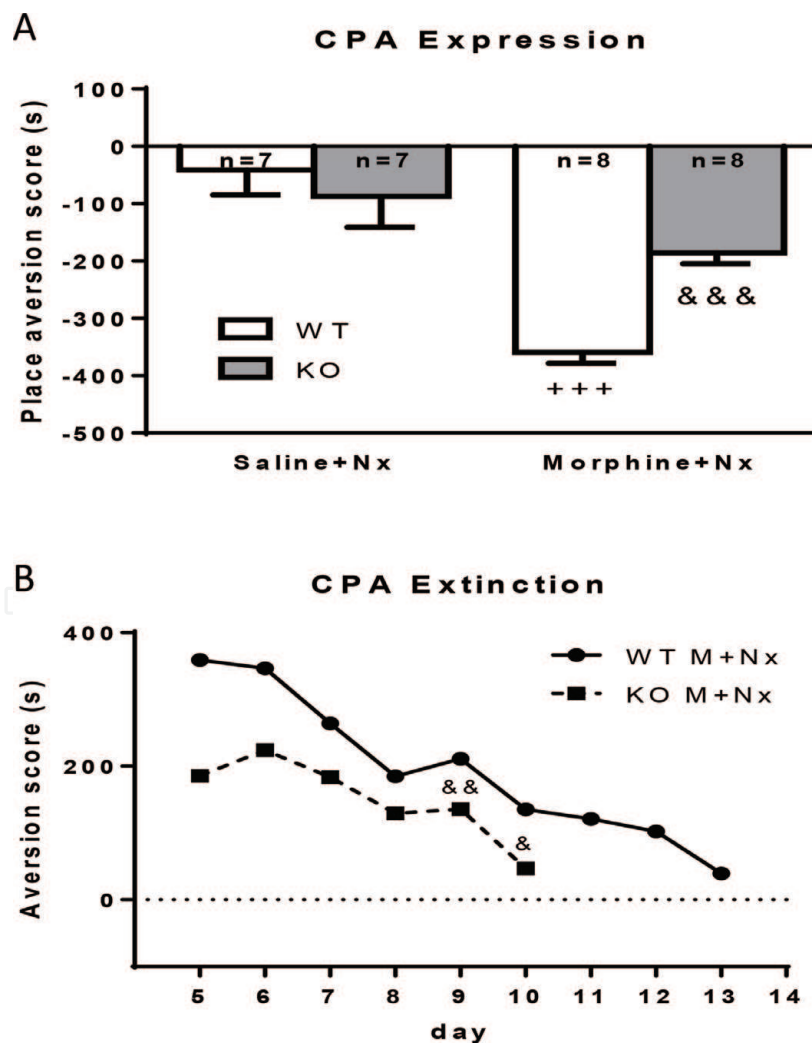 A
CPA Expression
Place aversion score (s)
100
0
-100
-200
-300
-400
-500
n=7
n=7
n=8
n=8
WT
KO
&&&
+++
Saline+Nx
Morphine+Nx
B
CPA Extinction
Aversion score (s)
400
200
0
WT M+Nx
KO M+Nx
&&
&
5 6 7 8 9 10 11 12 13 14
day